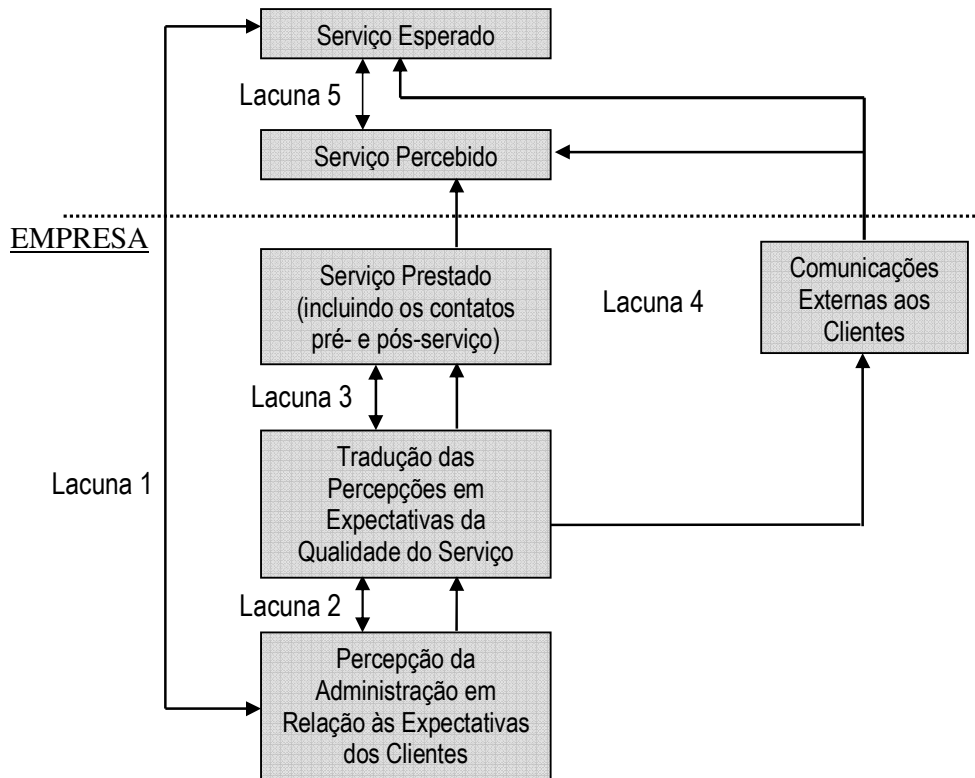 Serviço Esperado
Lacuna 5
Serviço Percebido
EMPRESA
Serviço Prestado
(incluindo os contatos
pré- e pós-serviço)
Lacuna 4
Comunicações
Externas aos
Clientes
Lacuna 3
Tradução das
Percepções em
Expectativas da
Qualidade do Serviço
Lacuna 1
Lacuna 2
Percepção da
Administração em
Relação às Expectativas
dos Clientes